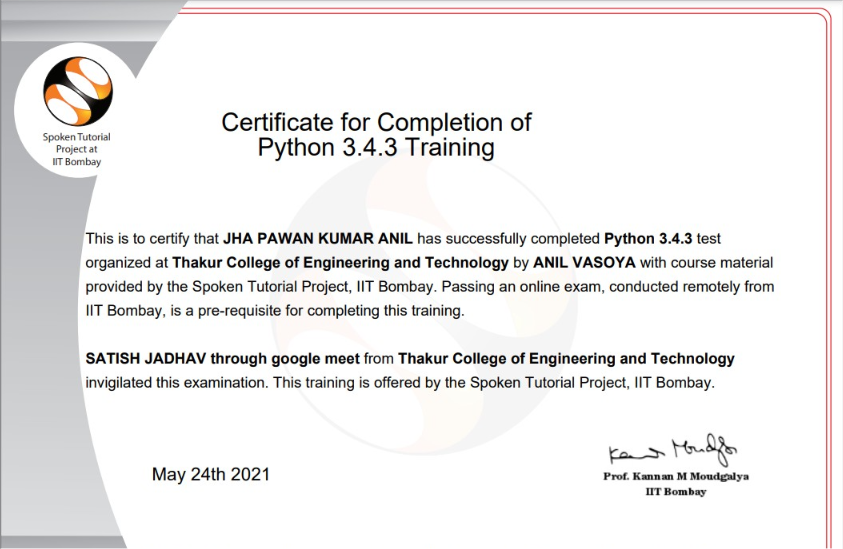 Spoken Tutorial
Project at
IIT Bombay
Certificate for Completion of
Python 3.4.3 Training
This is to certify that JHA PAWAN KUMAR ANIL has successfully completed Python 3.4.3 test
organized at Thakur College of Engineering and Technology by ANIL VASOYA with course material
provided by the Spoken Tutorial Project, IIT Bombay. Passing an online exam, conducted remotely from
IIT Bombay, is a pre-requisite for completing this training.
SATISH JADHAV through google meet from Thakur College of Engineering and Technology
invigilated this examination. This training is offered by the Spoken Tutorial Project, IIT Bombay.
May 24th 2021
Prof. Kannan M Moudgalya
IIT Bombay